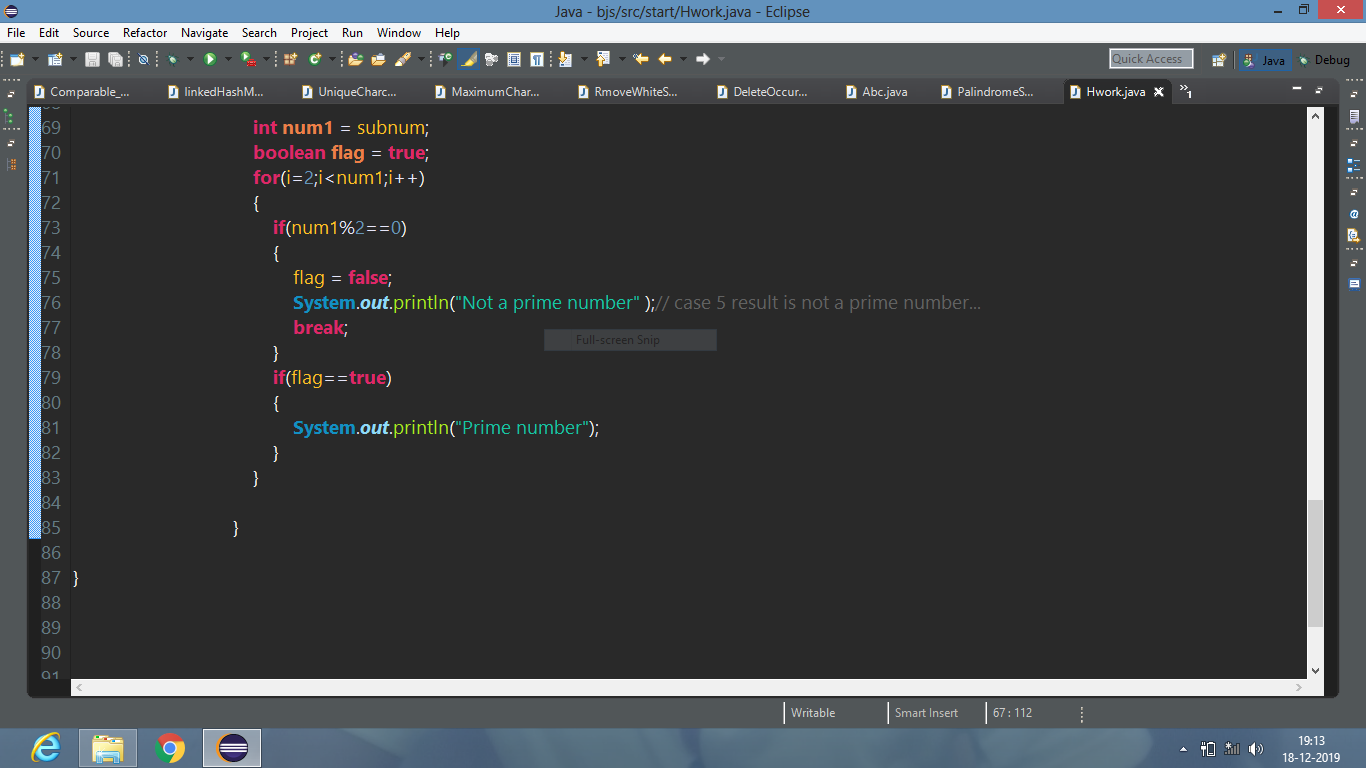 Java - bjs/src/start/Hwork.java - Eclipse
File Edit Source Refactor Navigate Search Project Run Window Help
Quick Access Java Debug
Comparable_... linkedHashM... UniqueCharc... MaximumChar... RmoveWhiteS... DeleteOccur... Abc.java PalindromeS... Hwork.java »1
69 int num1 = subnum;
70 boolean flag = true;
71 for(i=2;i<num1;i++)
72 {
73 if(num1%2==0)
74 {
75 flag = false;
76 System.out.println("Not a prime number" );// case 5 result is not a prime number...
77 break;
Full-screen Snip
78 }
79 if(flag==true)
80 {
81 System.out.println("Prime number");
82 }
83 }
84
85 }
86
87 }
88
89
90
91
Writable Smart Insert 67 : 112
19:13
18-12-2019